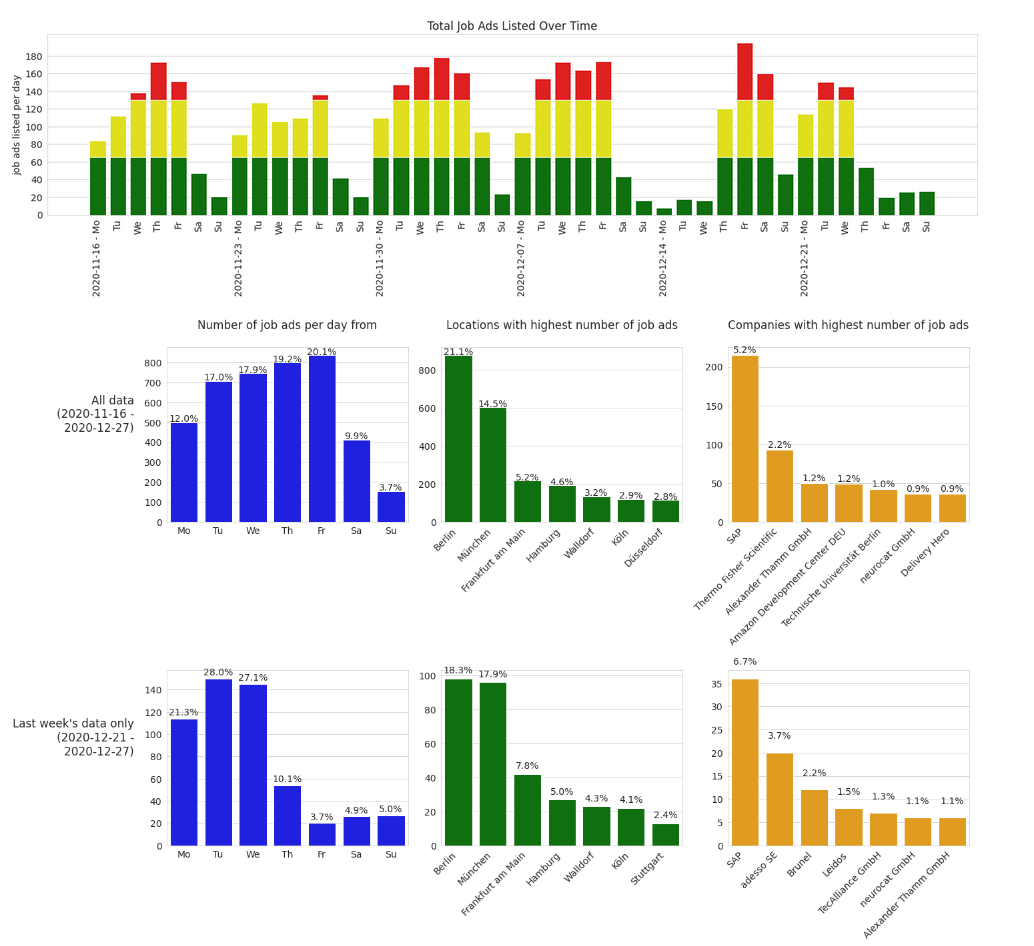 Total Job Ads Listed Over Time
job ads listed per day
180
160
140
120
100
80
60
40
20
0
2020-11-16 - Mo Tu We Th Fr Sa Su 2020-11-23 - Mo Tu We Th Fr Sa Su 2020-11-30 - Mo Tu We Th Fr Sa Su 2020-12-07 - Mo Tu We Th Fr Sa Su 2020-12-14 - Mo Tu We Th Fr Sa Su 2020-12-21 - Mo Tu We Th Fr Sa Su
Number of job ads per day from
Locations with highest number of job ads
Companies with highest number of job ads
All data
(2020-11-16 -
2020-12-27)
800
700
600
500
400
300
200
100
0
12.0% 17.0% 17.9% 19.2% 20.1% 9.9% 3.7%
Mo Tu We Th Fr Sa Su
800
600
400
200
0
21.1% 14.5% 5.2% 4.6% 3.2% 2.9% 2.8%
Berlin
München
Frankfurt am Main
Hamburg
Walldorf
Köln
Düsseldorf
200
150
100
50
0
5.2% 2.2% 1.2% 1.2% 1.0% 0.9% 0.9%
SAP
Thermo Fisher Scientific
Alexander Thamm GmbH
Amazon Development Center DEU
Technische Universität Berlin
neurocat GmbH
Delivery Hero
Last week's data only
(2020-12-21 -
2020-12-27)
140
120
100
80
60
40
20
0
21.3% 28.0% 27.1% 10.1% 3.7% 4.9% 5.0%
Mo Tu We Th Fr Sa Su
100
80
60
40
20
0
18.3% 17.9% 7.8% 5.0% 4.3% 4.1% 2.4%
Berlin
München
Frankfurt am Main
Hamburg
Walldorf
Köln
Stuttgart
35
30
25
20
15
10
5
0
6.7% 3.7% 2.2% 1.5% 1.3% 1.1% 1.1%
SAP
adesso SE
Brunel
Leidos
TecAlliance GmbH
neurocat GmbH
Alexander Thamm GmbH